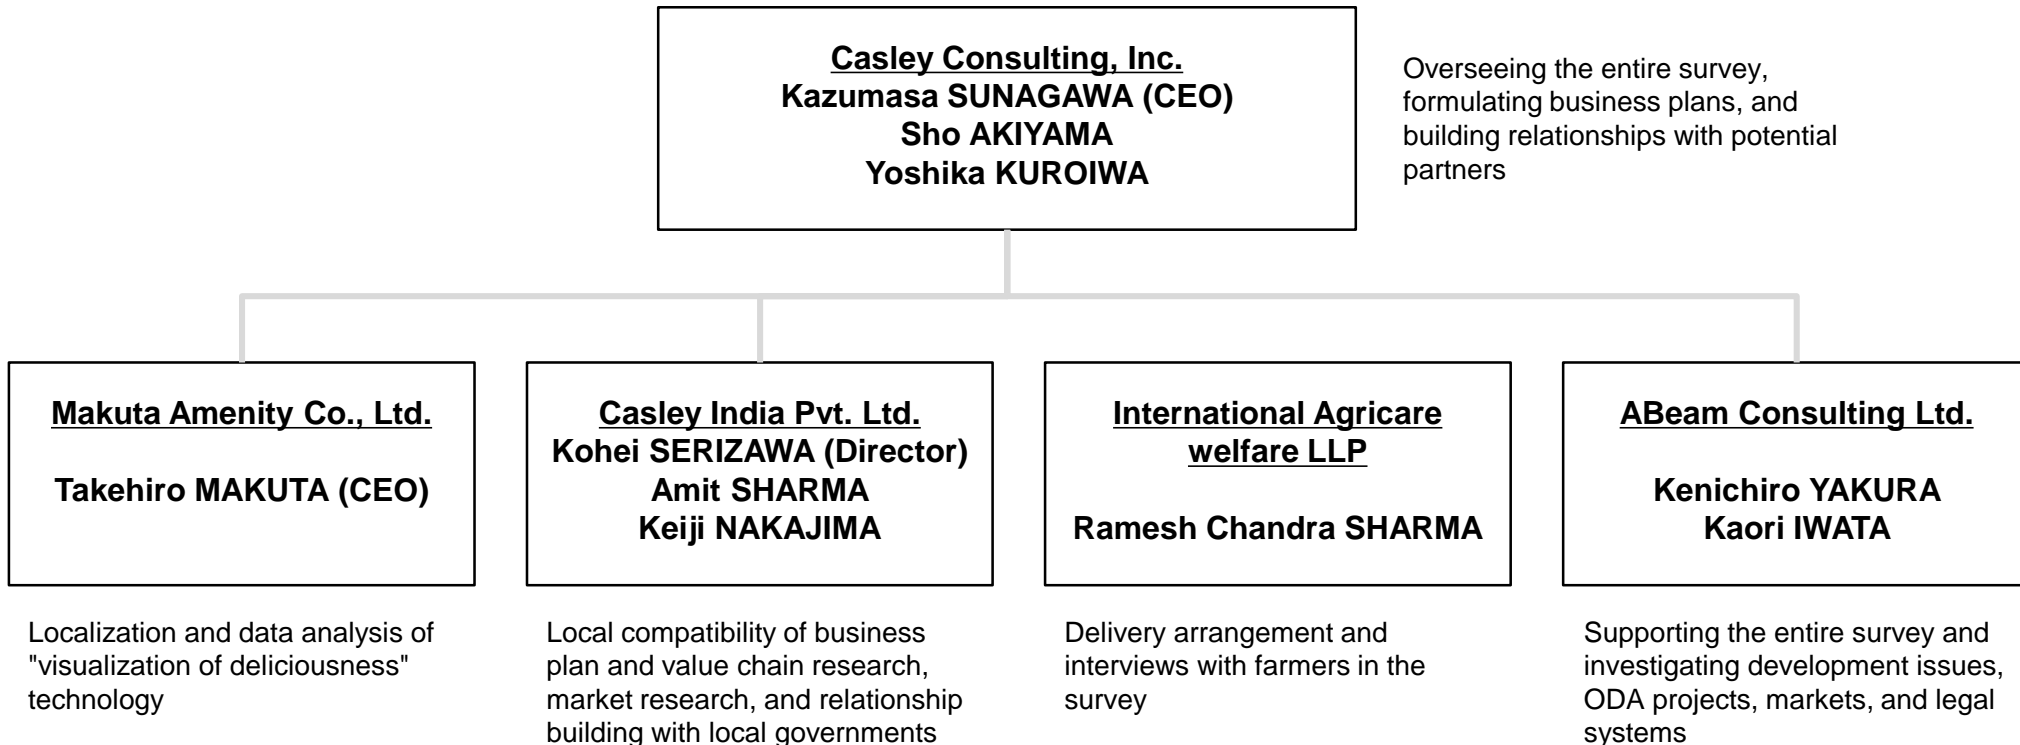 Casley Consulting, Inc.
Kazumasa SUNAGAWA (CEO)
Sho AKIYAMA
Yoshika KUROIWA
Overseeing the entire survey,
formulating business plans, and
building relationships with potential
partners
Makuta Amenity Co., Ltd.
Takehiro MAKUTA (CEO)
Casley India Pvt. Ltd.
Kohei SERIZAWA (Director)
Amit SHARMA
Keiji NAKAJIMA
International Agricare
welfare LLP
Ramesh Chandra SHARMA
ABeam Consulting Ltd.
Kenichiro YAKURA
Kaori IWATA
Localization and data analysis of
"visualization of deliciousness"
technology
Local compatibility of business
plan and value chain research,
market research, and relationship
building with local governments
Delivery arrangement and
interviews with farmers in the
survey
Supporting the entire survey and
investigating development issues,
ODA projects, markets, and legal
systems